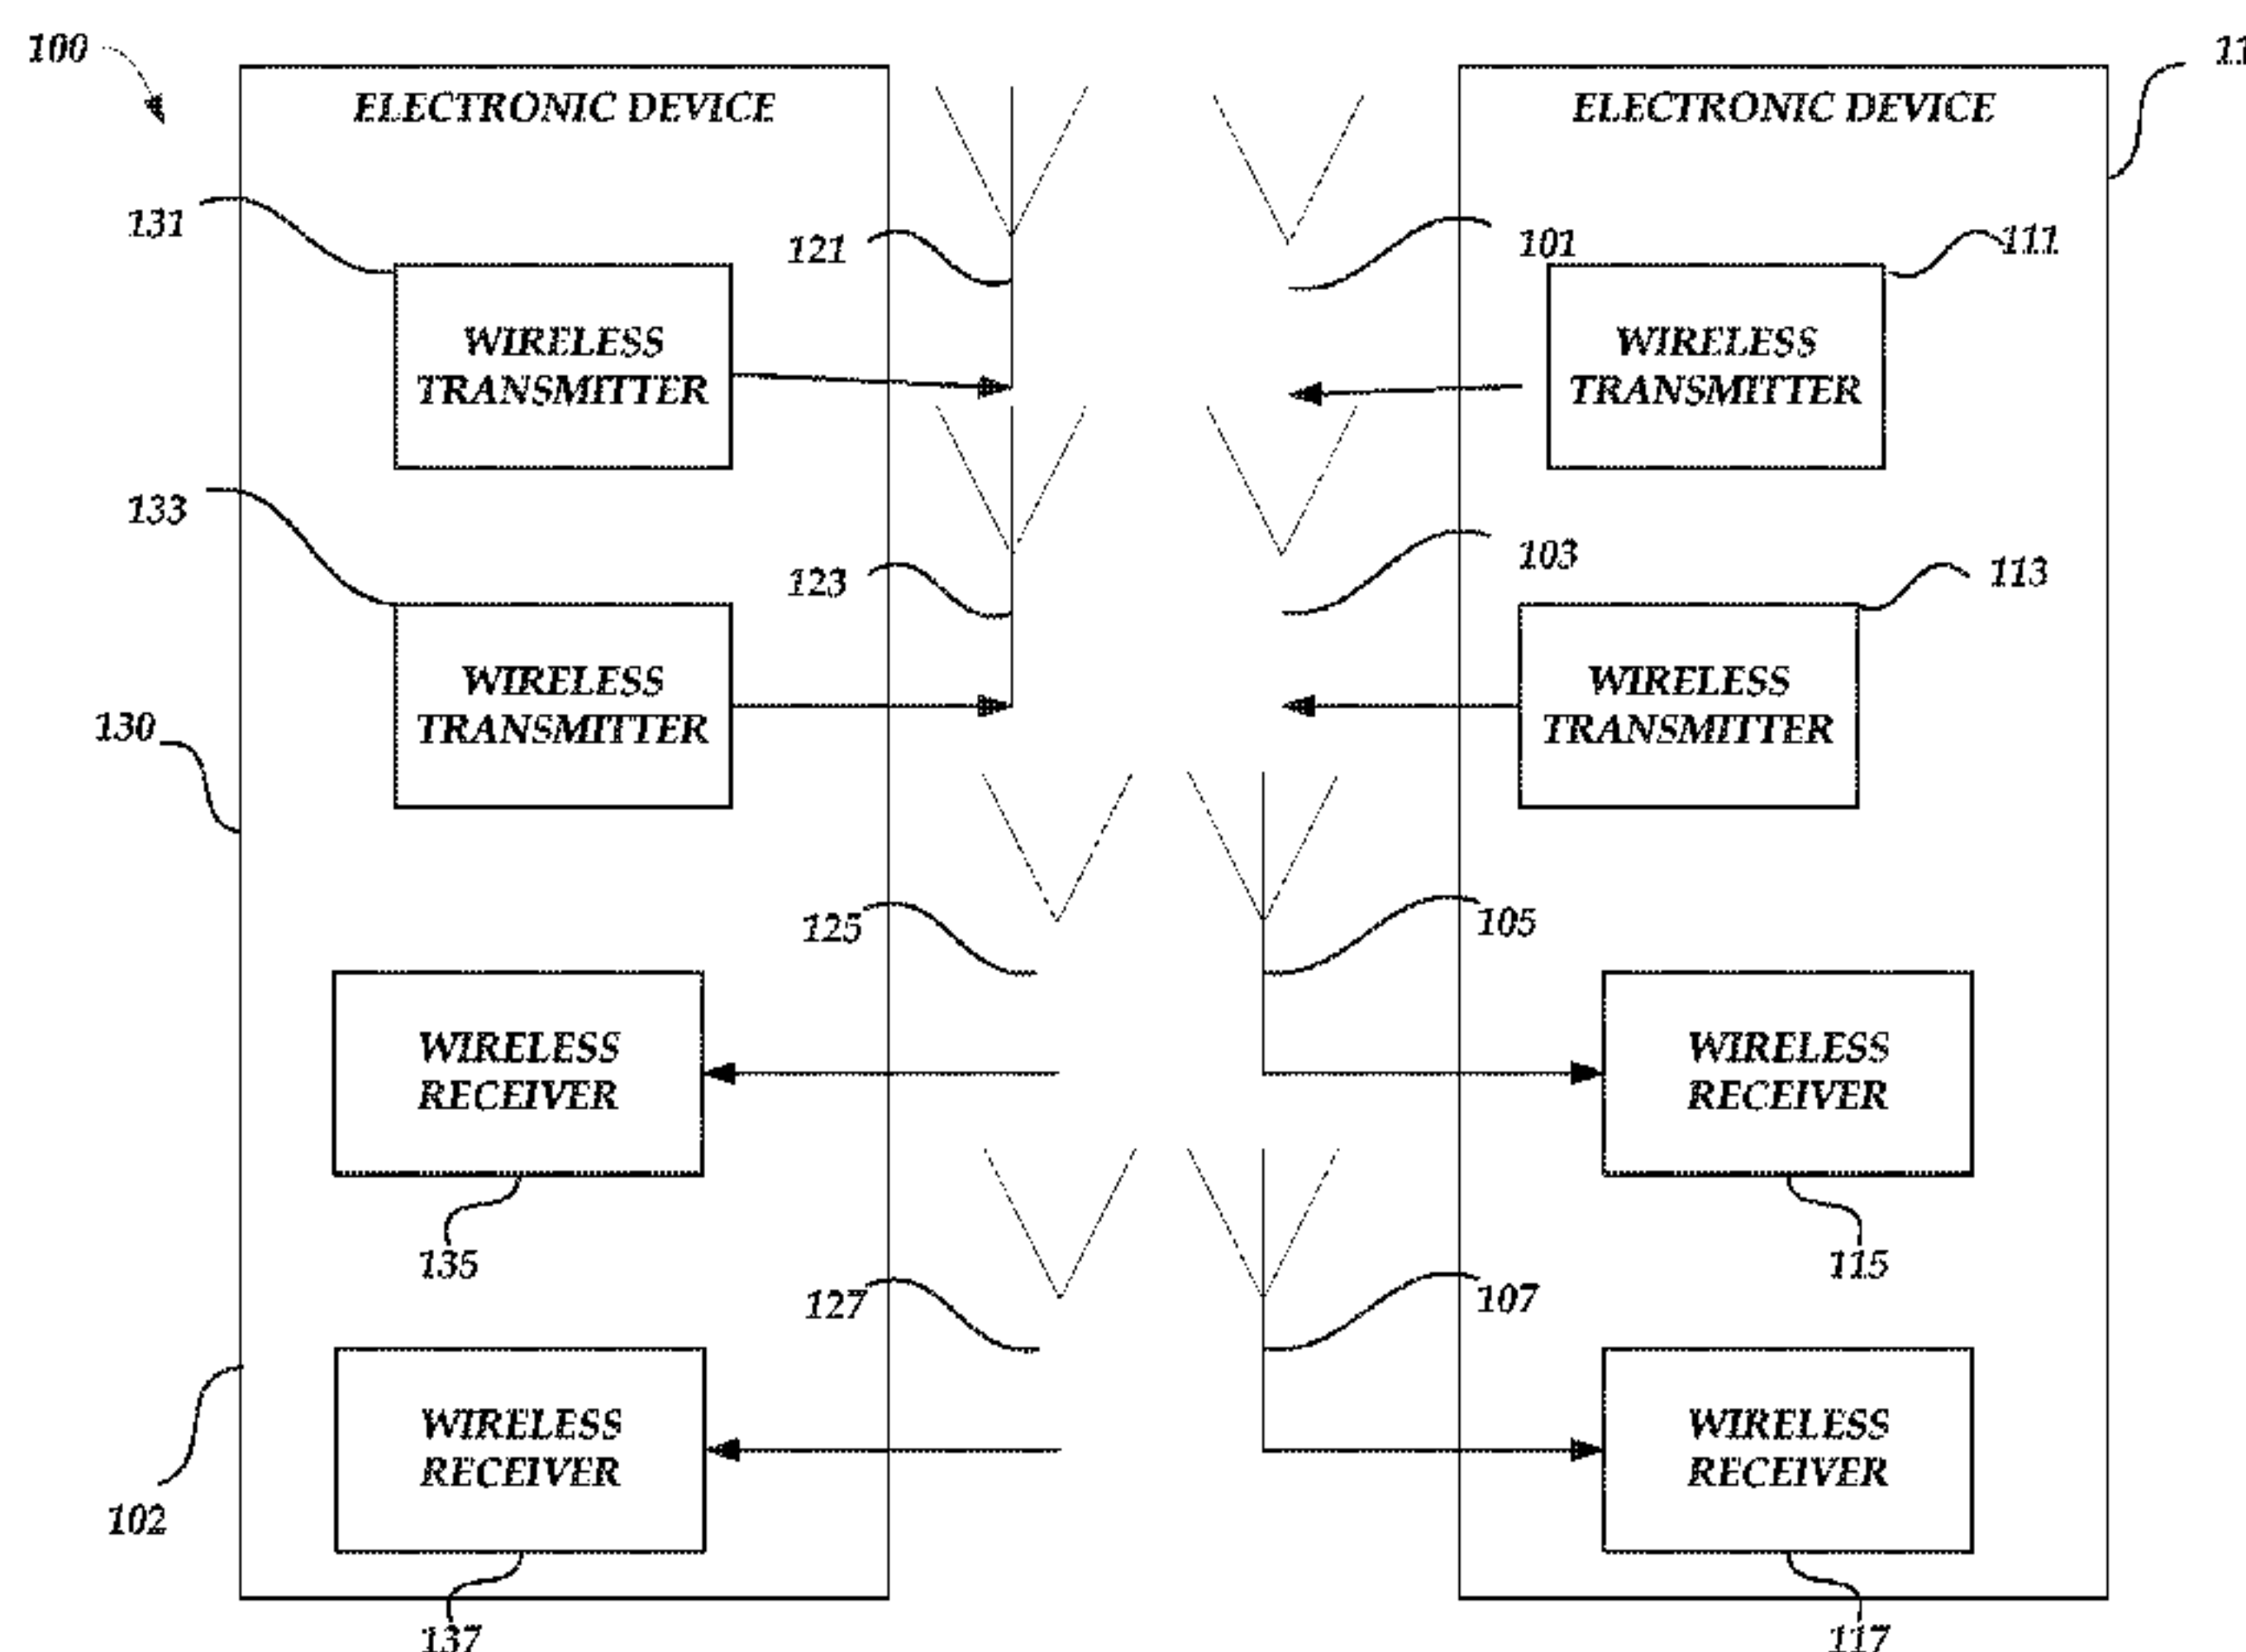 100
ELECTRONIC DEVICE
ELECTRONIC DEVICE
131
121
101
111
WIRELESS
TRANSMITTER
WIRELESS
TRANSMITTER
133
123
103
113
WIRELESS
TRANSMITTER
WIRELESS
TRANSMITTER
130
125
105
WIRELESS
RECEIVER
WIRELESS
RECEIVER
135
115
127
107
WIRELESS
RECEIVER
WIRELESS
RECEIVER
102
137
117